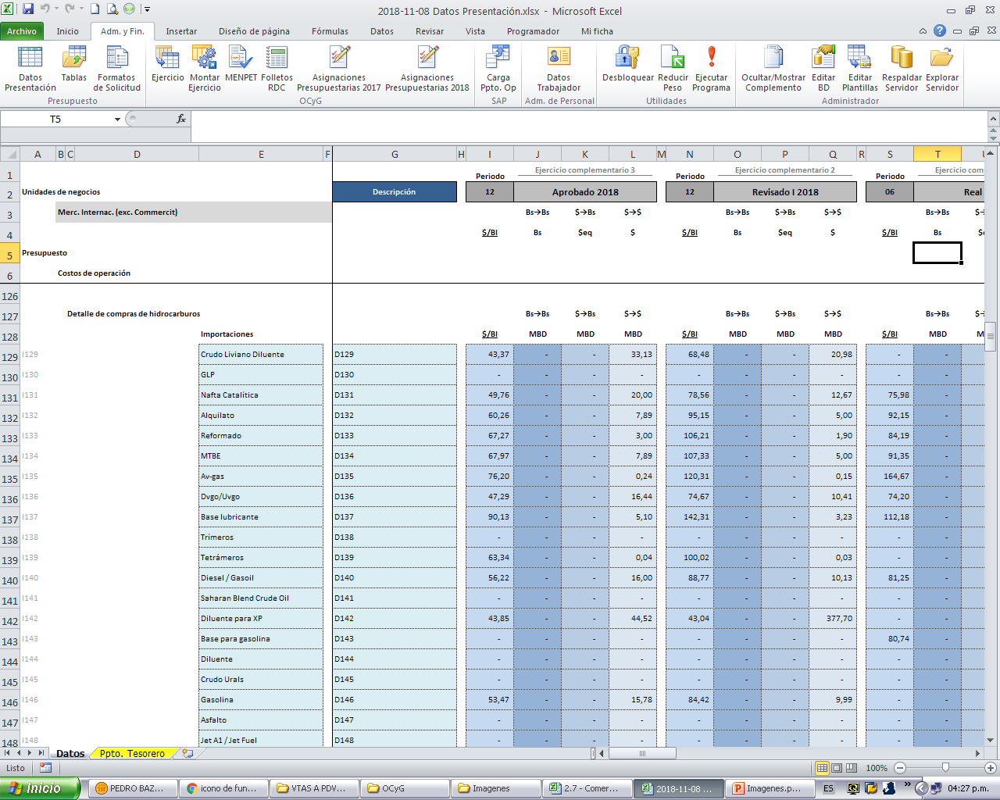 2018-11-08 Datos Presentación.xlsx - Microsoft Excel
Archivo Inicio Adm. y Fin. Insertar Diseño de página Fórmulas Datos Revisar Vista Programador Mi ficha
Datos Presentación Tablas Formatos de Solicitud Ejercicio Montar Ejercicio MENPET Folletos RDC Asignaciones Presupuestarias 2017 Asignaciones Presupuestarias 2018 Carga Ppto. Op Datos Trabajador Desbloquear Reducir Peso Ejecutar Programa Ocultar/Mostrar Complemento Editar BD Editar Plantillas Respaldar Servidor Explorar Servidor
Presupuesto OCyG SAP Adm. de Personal Utilidades Administrador
T5 fx
A B C D E F G H I J K L M N O P Q R S T U
1 Periodo Ejercicio complementario 3 Periodo Ejercicio complementario 2 Periodo Ejercicio com
2 Unidades de negocios Descripción 12 Aprobado 2018 12 Revisado I 2018 06 Real
3 Merc. Internac. (exc. Commercit) Bs→Bs $→Bs $→$ Bs→Bs $→Bs $→$ Bs→Bs $→
4 $/Bl Bs $eq $ $/Bl Bs $eq $ $/Bl Bs $e
5 Presupuesto
6 Costos de operación
126
127 Detalle de compras de hidrocarburos Bs→Bs $→Bs $→$ Bs→Bs $→Bs $→$ Bs→Bs $→
128 Importaciones $/Bl MBD MBD MBD $/Bl MBD MBD MBD $/Bl MBD M
129 I129 Crudo Liviano Diluente D129 43,37 - - 33,13 68,48 - - 20,98 - -
130 I130 GLP D130 - - - - - - - - - -
131 I131 Nafta Catalítica D131 49,76 - - 20,00 78,56 - - 12,67 75,98 -
132 I132 Alquilato D132 60,26 - - 7,89 95,15 - - 5,00 92,15 -
133 I133 Reformado D133 67,27 - - 3,00 106,21 - - 1,90 84,19 -
134 I134 MTBE D134 67,97 - - 7,89 107,33 - - 5,00 91,35 -
135 I135 Av-gas D135 76,20 - - 0,24 120,31 - - 0,15 164,67 -
136 I136 Dvgo/Uvgo D136 47,29 - - 16,44 74,67 - - 10,41 74,20 -
137 I137 Base lubricante D137 90,13 - - 5,10 142,31 - - 3,23 112,18 -
138 I138 Trímeros D138 - - - - - - - - - -
139 I139 Tetrámeros D139 63,34 - - 0,04 100,02 - - 0,03 - -
140 I140 Diesel / Gasoil D140 56,22 - - 16,00 88,77 - - 10,13 81,25 -
141 I141 Saharan Blend Crude Oil D141 - - - - - - - - - -
142 I142 Diluente para XP D142 43,85 - - 44,52 43,04 - - 377,70 - -
143 I143 Base para gasolina D143 - - - - - - - - 80,74 -
144 I144 Diluente D144 - - - - - - - - - -
145 I145 Crudo Urals D145 - - - - - - - - - -
146 I146 Gasolina D146 53,47 - - 15,78 84,42 - - 9,99 - -
147 I147 Asfalto D147 - - - - - - - - - -
148 I148 Jet A1 / Jet Fuel D148 - - - - - - - - - -
Datos Ppto. Tesorero
Listo 100%
Inicio PEDRO BAZ... icono de fun... VTAS A PDV... OCyG Imagenes 2.7 - Comer... 2018-11-08 ... Imagenes.p... ES 04:27 p.m.